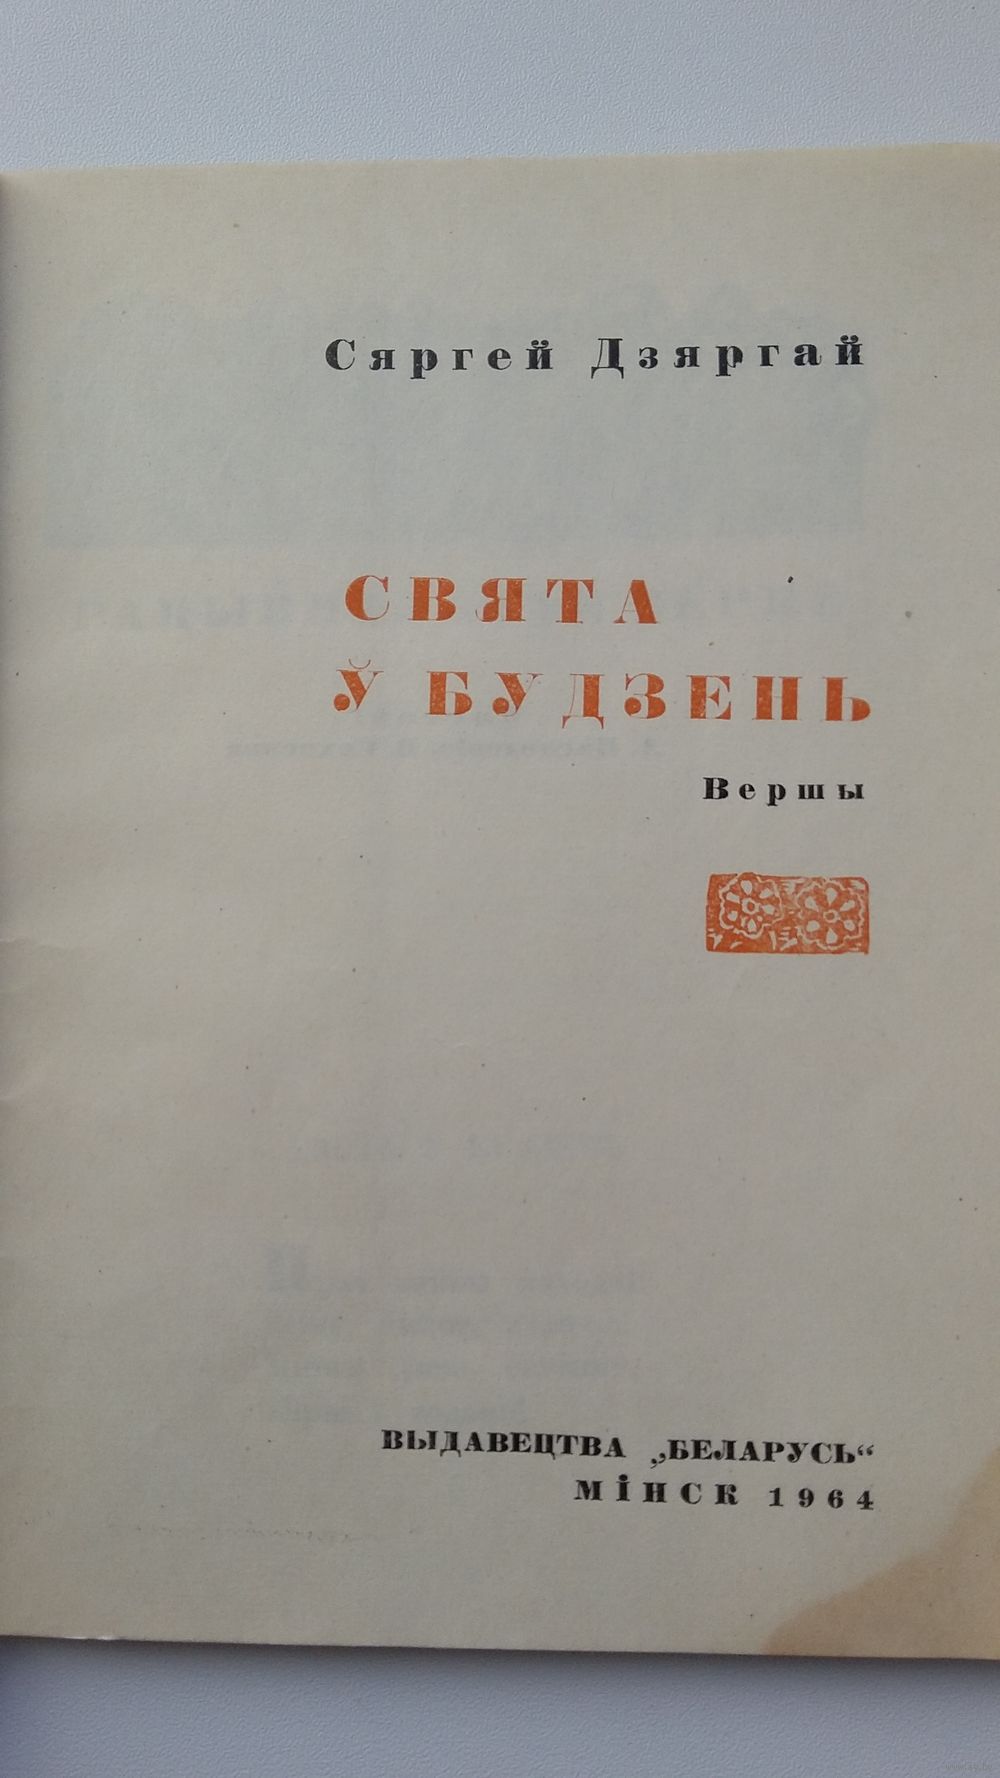 Сяргей Дзяргай
СВЯТА
Ў БУДЗЕНЬ
Вершы
ВЫДАВЕЦТВА „БЕЛАРУСЬ“
МІНСК 1964